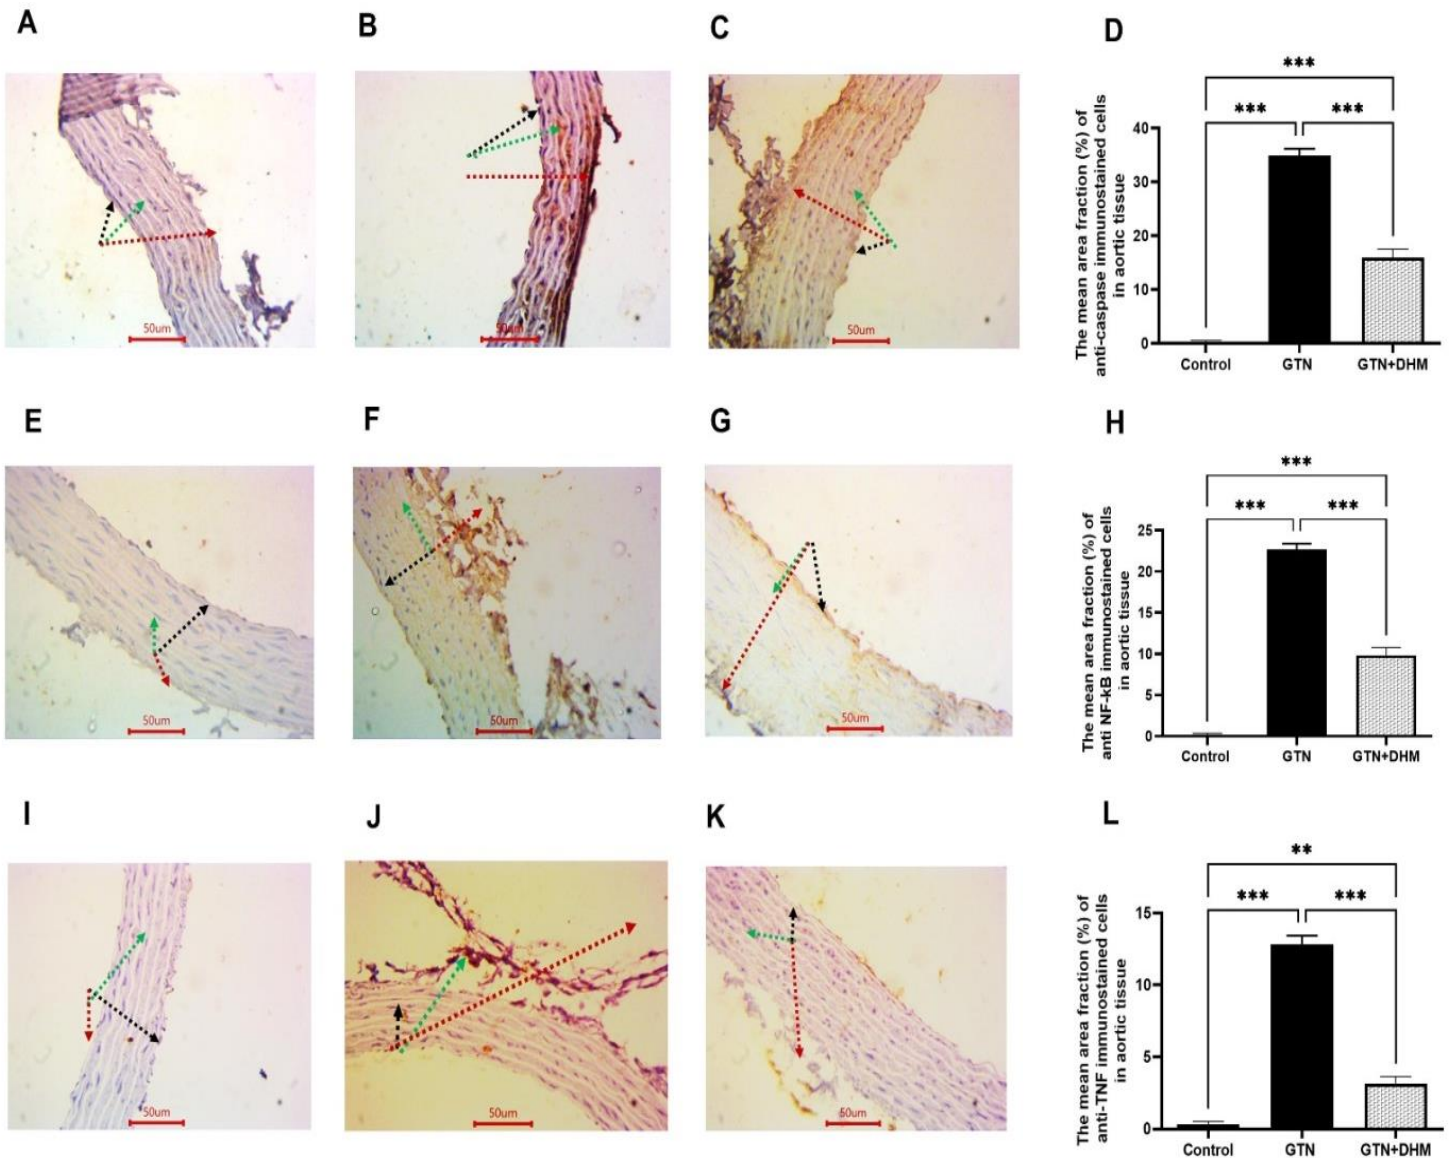 A
B
C
D
50um
50um
50um
The mean area fraction (%) of
anti-caspase immunostained cells
in aortic tissue
***
***
***
40
30
20
10
0
Control
GTN
GTN+DHM
E
F
G
H
50um
50um
50um
The mean area fraction (%) of
anti NF-kB immunostained cells
in aortic tissue
***
***
***
25
20
15
10
5
0
Control
GTN
GTN+DHM
I
J
K
L
50um
50um
50um
The mean area fraction (%) of
anti-TNF immunostained cells
in aortic tissue
**
***
***
15
10
5
0
Control
GTN
GTN+DHM